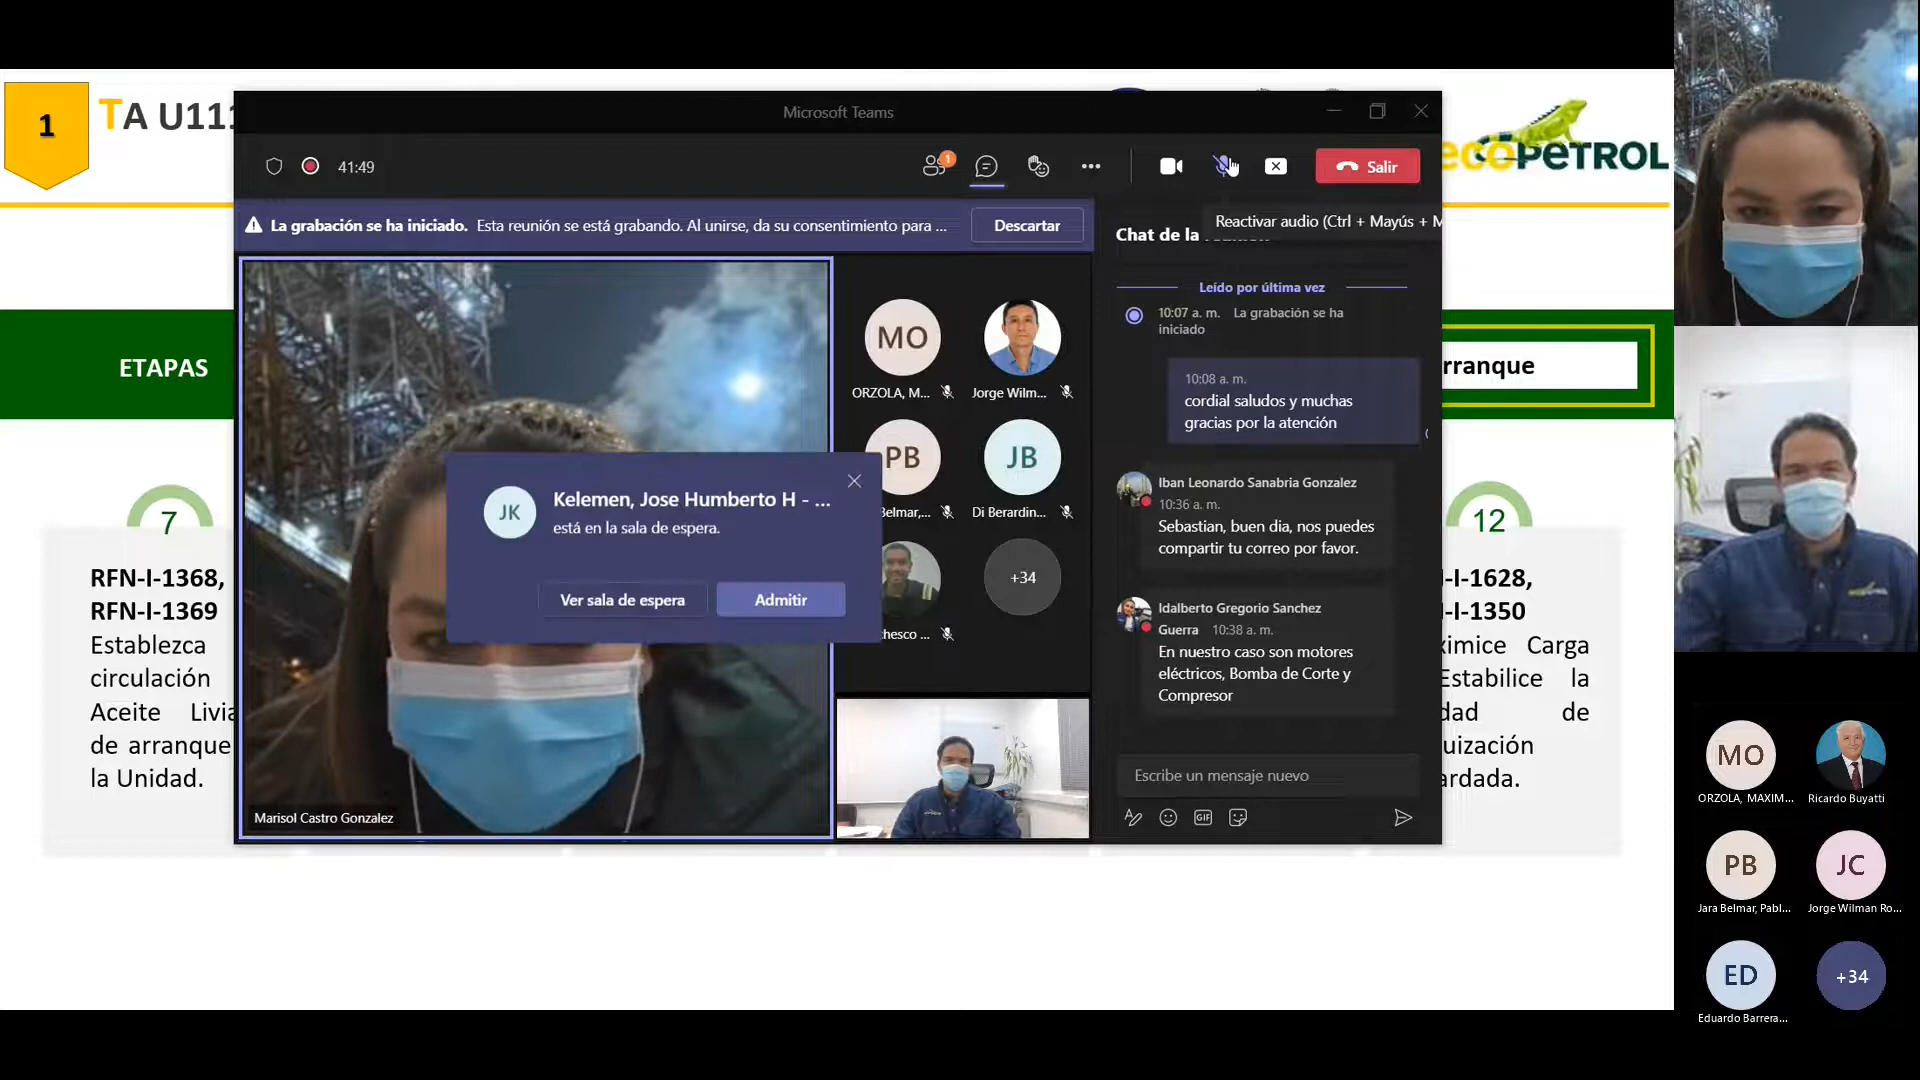 1
TA U111
Microsoft Teams
ecoPETROL
41:49
1
Salir
Reactivar audio (Ctrl + Mayús + M
La grabación se ha iniciado. Esta reunión se está grabando. Al unirse, da su consentimiento para ...
Descartar
Chat de la
Leído por última vez
10:07 a. m. La grabación se ha
iniciado
10:08 a. m.
cordial saludos y muchas
gracias por la atención
Iban Leonardo Sanabria Gonzalez
10:36 a. m.
Sebastian, buen dia, nos puedes
compartir tu correo por favor.
Idalberto Gregorio Sanchez
Guerra 10:38 a. m.
En nuestro caso son motores
eléctricos, Bomba de Corte y
Compresor
Escribe un mensaje nuevo
GIF
MO
ORZOLA, M...
Jorge Wilm...
PB
Belmar,...
JB
Di Berardin...
hesco ...
+34
JK
Kelemen, Jose Humberto H - ...
está en la sala de espera.
Ver sala de espera
Admitir
Marisol Castro Gonzalez
ETAPAS
rranque
7
RFN-I-1368,
RFN-I-1369
Establezca
circulación
Aceite Livia
de arranque
la Unidad.
12
-I-1628,
-I-1350
ximice Carga
Estabilice la
dad de
uización
ardada.
MO
ORZOLA, MAXIM...
Ricardo Buyatti
PB
Jara Belmar, Pabl...
JC
Jorge Wilman Ro...
ED
Eduardo Barrera...
+34